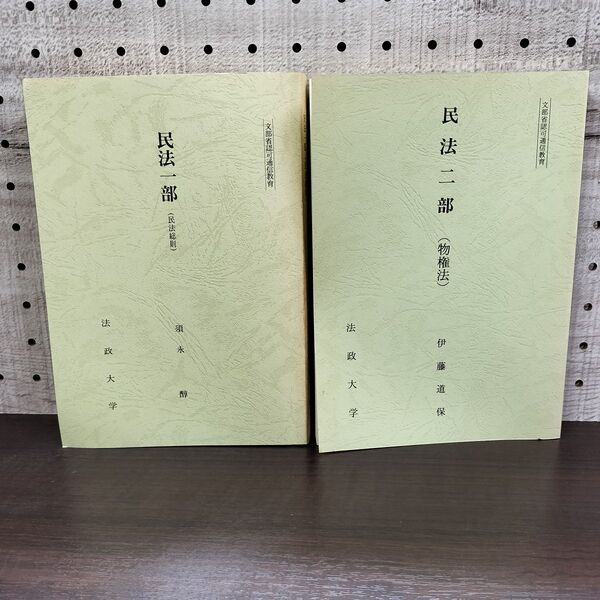 文部省認可通信教育
民法一部
(民法総則)
須永醇
法政大学
文部省認可通信教育
民法二部
(物権法)
伊藤道保
法政大学